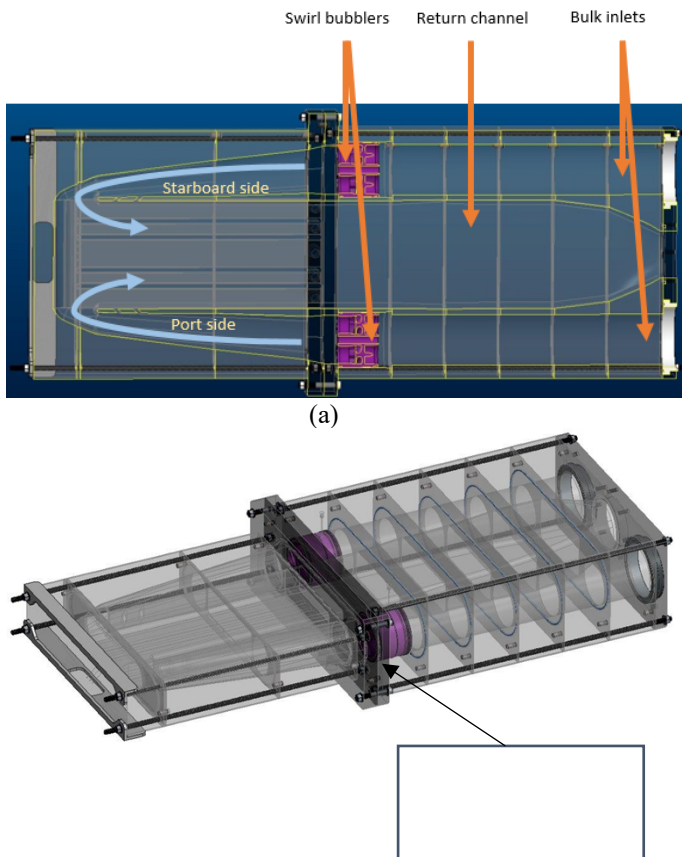 Swirl bubblers Return channel Bulk inlets
Starboard side
Port side
(a)